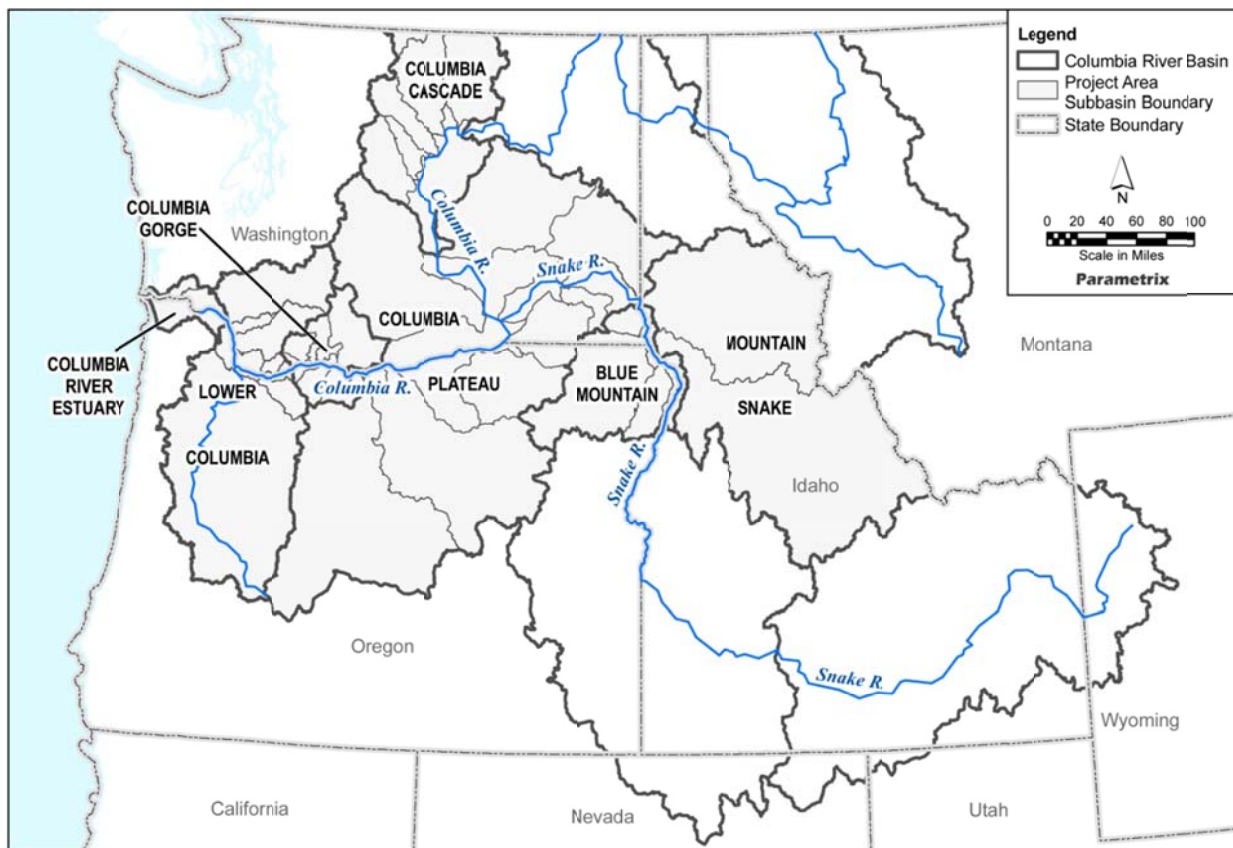 Legend
Columbia River Basin
Project Area
Subbasin Boundary
State Boundary
N
0 20 40 60 80 100
Scale in Miles
Parametrix
COLUMBIA
CASCADE
COLUMBIA
GORGE
Washington
Columbia R.
Snake R.
COLUMBIA
PLATEAU
COLUMBIA
RIVER
ESTUARY
LOWER
COLUMBIA
Columbia R.
BLUE
MOUNTAIN
MOUNTAIN
SNAKE
Montana
Snake R.
Idaho
Oregon
Snake R.
Wyoming
California
Nevada
Utah